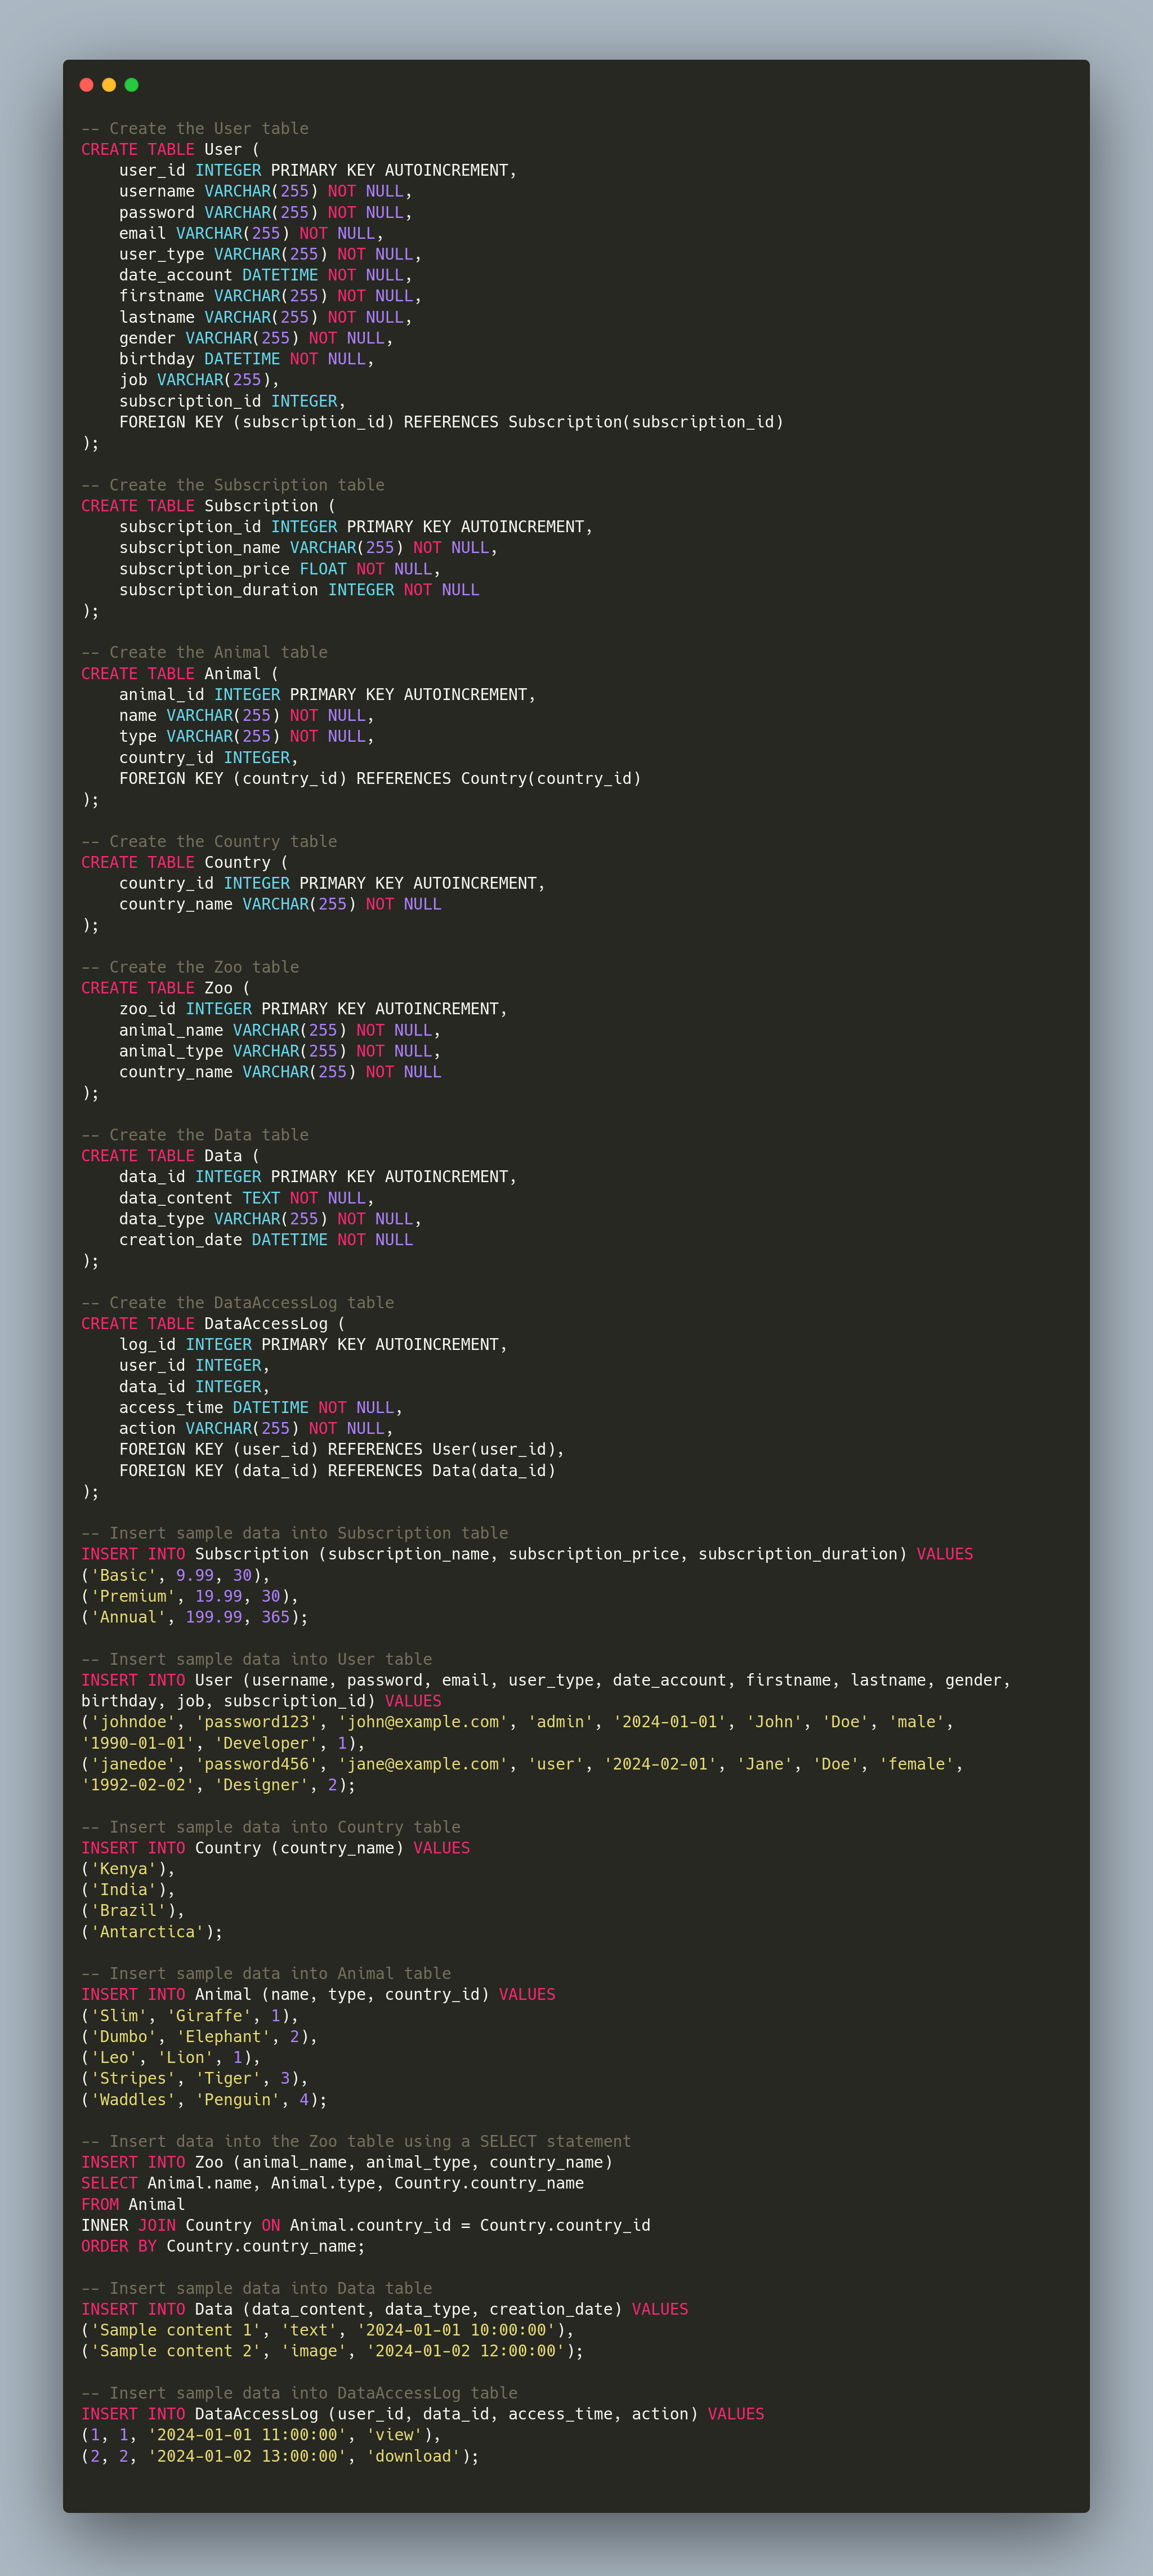 -- Create the User table
CREATE TABLE User (
    user_id INTEGER PRIMARY KEY AUTOINCREMENT,
    username VARCHAR(255) NOT NULL,
    password VARCHAR(255) NOT NULL,
    email VARCHAR(255) NOT NULL,
    user_type VARCHAR(255) NOT NULL,
    date_account DATETIME NOT NULL,
    firstname VARCHAR(255) NOT NULL,
    lastname VARCHAR(255) NOT NULL,
    gender VARCHAR(255) NOT NULL,
    birthday DATETIME NOT NULL,
    job VARCHAR(255),
    subscription_id INTEGER,
    FOREIGN KEY (subscription_id) REFERENCES Subscription(subscription_id)
);

-- Create the Subscription table
CREATE TABLE Subscription (
    subscription_id INTEGER PRIMARY KEY AUTOINCREMENT,
    subscription_name VARCHAR(255) NOT NULL,
    subscription_price FLOAT NOT NULL,
    subscription_duration INTEGER NOT NULL
);

-- Create the Animal table
CREATE TABLE Animal (
    animal_id INTEGER PRIMARY KEY AUTOINCREMENT,
    name VARCHAR(255) NOT NULL,
    type VARCHAR(255) NOT NULL,
    country_id INTEGER,
    FOREIGN KEY (country_id) REFERENCES Country(country_id)
);

-- Create the Country table
CREATE TABLE Country (
    country_id INTEGER PRIMARY KEY AUTOINCREMENT,
    country_name VARCHAR(255) NOT NULL
);

-- Create the Zoo table
CREATE TABLE Zoo (
    zoo_id INTEGER PRIMARY KEY AUTOINCREMENT,
    animal_name VARCHAR(255) NOT NULL,
    animal_type VARCHAR(255) NOT NULL,
    country_name VARCHAR(255) NOT NULL
);

-- Create the Data table
CREATE TABLE Data (
    data_id INTEGER PRIMARY KEY AUTOINCREMENT,
    data_content TEXT NOT NULL,
    data_type VARCHAR(255) NOT NULL,
    creation_date DATETIME NOT NULL
);

-- Create the DataAccessLog table
CREATE TABLE DataAccessLog (
    log_id INTEGER PRIMARY KEY AUTOINCREMENT,
    user_id INTEGER,
    data_id INTEGER,
    access_time DATETIME NOT NULL,
    action VARCHAR(255) NOT NULL,
    FOREIGN KEY (user_id) REFERENCES User(user_id),
    FOREIGN KEY (data_id) REFERENCES Data(data_id)
);

-- Insert sample data into Subscription table
INSERT INTO Subscription (subscription_name, subscription_price, subscription_duration) VALUES
('Basic', 9.99, 30),
('Premium', 19.99, 30),
('Annual', 199.99, 365);

-- Insert sample data into User table
INSERT INTO User (username, password, email, user_type, date_account, firstname, lastname, gender,
birthday, job, subscription_id) VALUES
('johndoe', 'password123', 'john@example.com', 'admin', '2024-01-01', 'John', 'Doe', 'male',
'1990-01-01', 'Developer', 1),
('janedoe', 'password456', 'jane@example.com', 'user', '2024-02-01', 'Jane', 'Doe', 'female',
'1992-02-02', 'Designer', 2);

-- Insert sample data into Country table
INSERT INTO Country (country_name) VALUES
('Kenya'),
('India'),
('Brazil'),
('Antarctica');

-- Insert sample data into Animal table
INSERT INTO Animal (name, type, country_id) VALUES
('Slim', 'Giraffe', 1),
('Dumbo', 'Elephant', 2),
('Leo', 'Lion', 1),
('Stripes', 'Tiger', 3),
('Waddles', 'Penguin', 4);

-- Insert data into the Zoo table using a SELECT statement
INSERT INTO Zoo (animal_name, animal_type, country_name)
SELECT Animal.name, Animal.type, Country.country_name
FROM Animal
INNER JOIN Country ON Animal.country_id = Country.country_id
ORDER BY Country.country_name;

-- Insert sample data into Data table
INSERT INTO Data (data_content, data_type, creation_date) VALUES
('Sample content 1', 'text', '2024-01-01 10:00:00'),
('Sample content 2', 'image', '2024-01-02 12:00:00');

-- Insert sample data into DataAccessLog table
INSERT INTO DataAccessLog (user_id, data_id, access_time, action) VALUES
(1, 1, '2024-01-01 11:00:00', 'view'),
(2, 2, '2024-01-02 13:00:00', 'download');